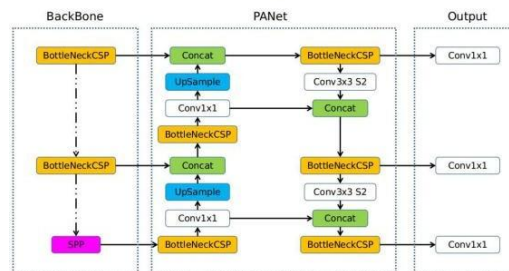 BackBone PANet Output
BottleNeckCSP Concat BottleNeckCSP Conv1x1
UpSample Conv3x3 S2
Conv1x1 Concat
BottleNeckCSP
BottleNeckCSP Concat BottleNeckCSP Conv1x1
UpSample Conv3x3 S2
Conv1x1 Concat
SPP BottleNeckCSP BottleNeckCSP Conv1x1